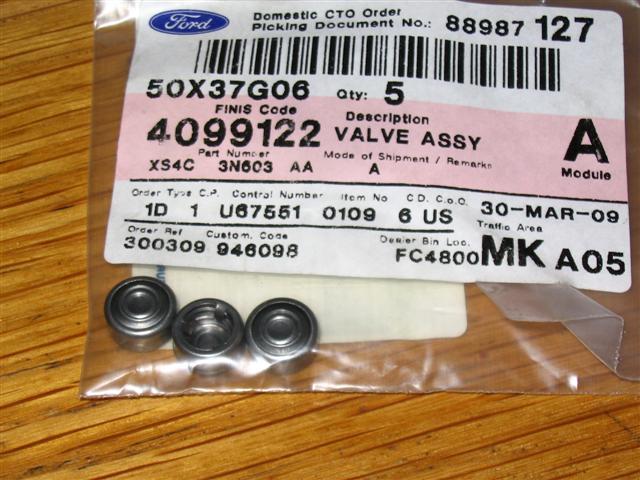 Ford Domestic CTO Order
Picking Document No.: 88987 127
50X37G06 Qty: 5
FINIS Code Description
4099122 VALVE ASSY A
Part Number Mode of Shipment / Remarks Module
XS4C 3N603 AA A
Order Type C.P. Control Number Item No C.D. C.o.O. 30-MAR-09
1D 1 U67551 0109 6 US Traffic Area
Order Ref Custom. Code Dealer Bin Loc.
300309 946098 FC4800 MK A05